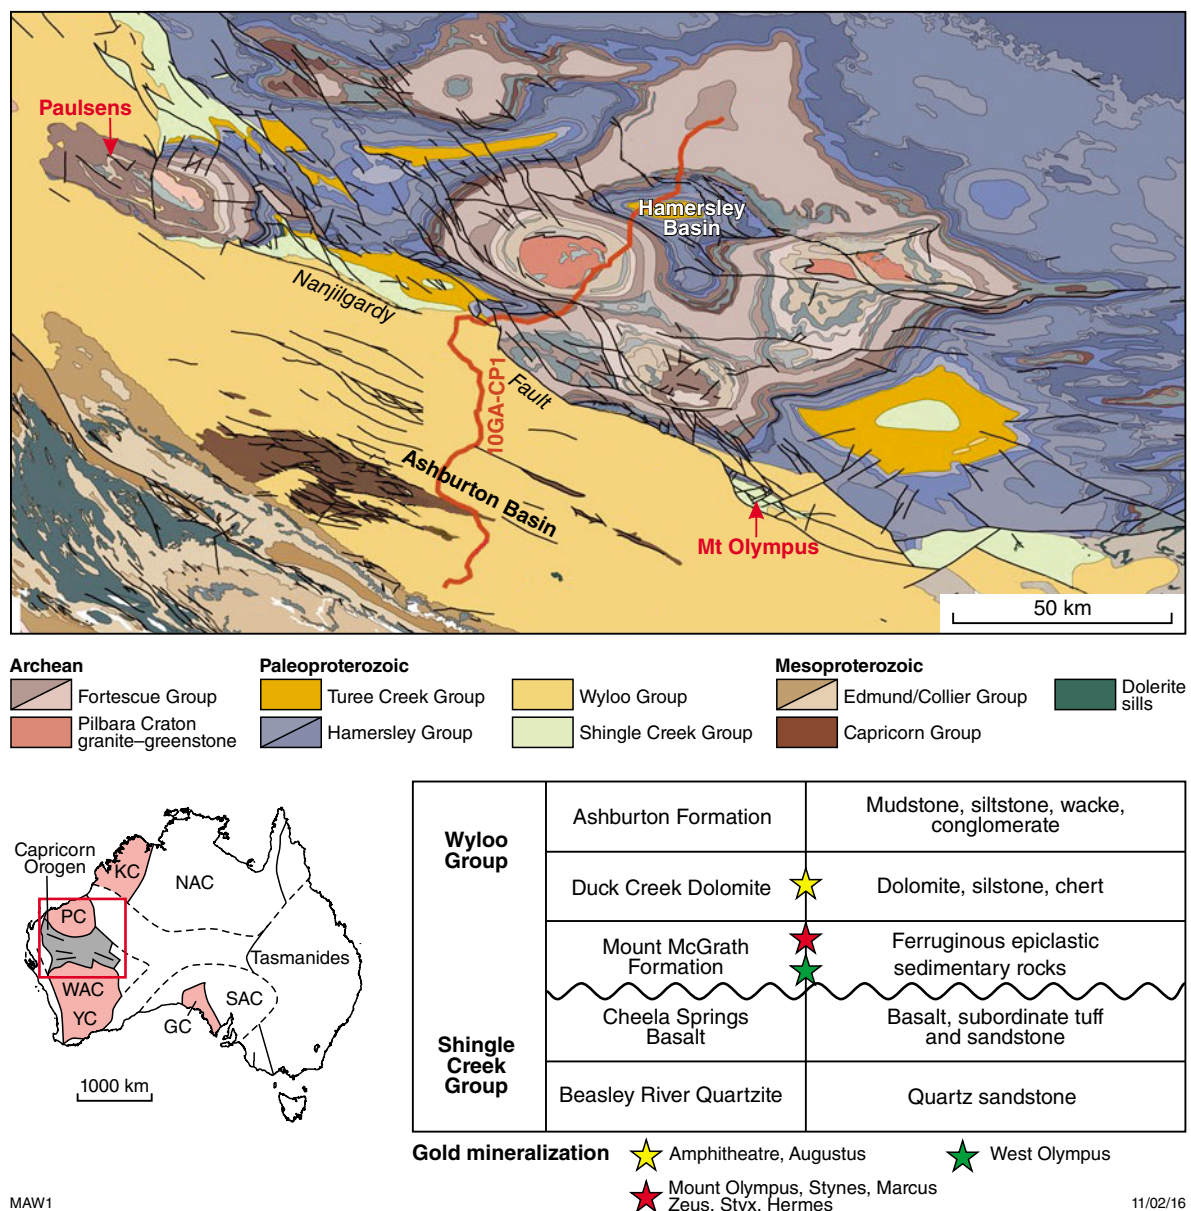 Paulsens
Hamersley
Basin
Nanjilgardy
Fault
10GA-CP1
Ashburton Basin
Mt Olympus
50 km
Archean
Fortescue Group
Pilbara Craton
granite–greenstone
Paleoproterozoic
Turee Creek Group
Hamersley Group
Wyloo Group
Shingle Creek Group
Mesoproterozoic
Edmund/Collier Group
Capricorn Group
Dolerite
sills
Capricorn
Orogen
KC
NAC
PC
WAC
YC
GC
SAC
Tasmanides
1000 km
Wyloo
Group
Ashburton Formation
Mudstone, siltstone, wacke,
conglomerate
Duck Creek Dolomite
Dolomite, silstone, chert
Mount McGrath
Formation
Ferruginous epiclastic
sedimentary rocks
Shingle
Creek
Group
Cheela Springs
Basalt
Basalt, subordinate tuff
and sandstone
Beasley River Quartzite
Quartz sandstone
Gold mineralization
Amphitheatre, Augustus
West Olympus
Mount Olympus, Stynes, Marcus
Zeus, Styx, Hermes
MAW1
11/02/16